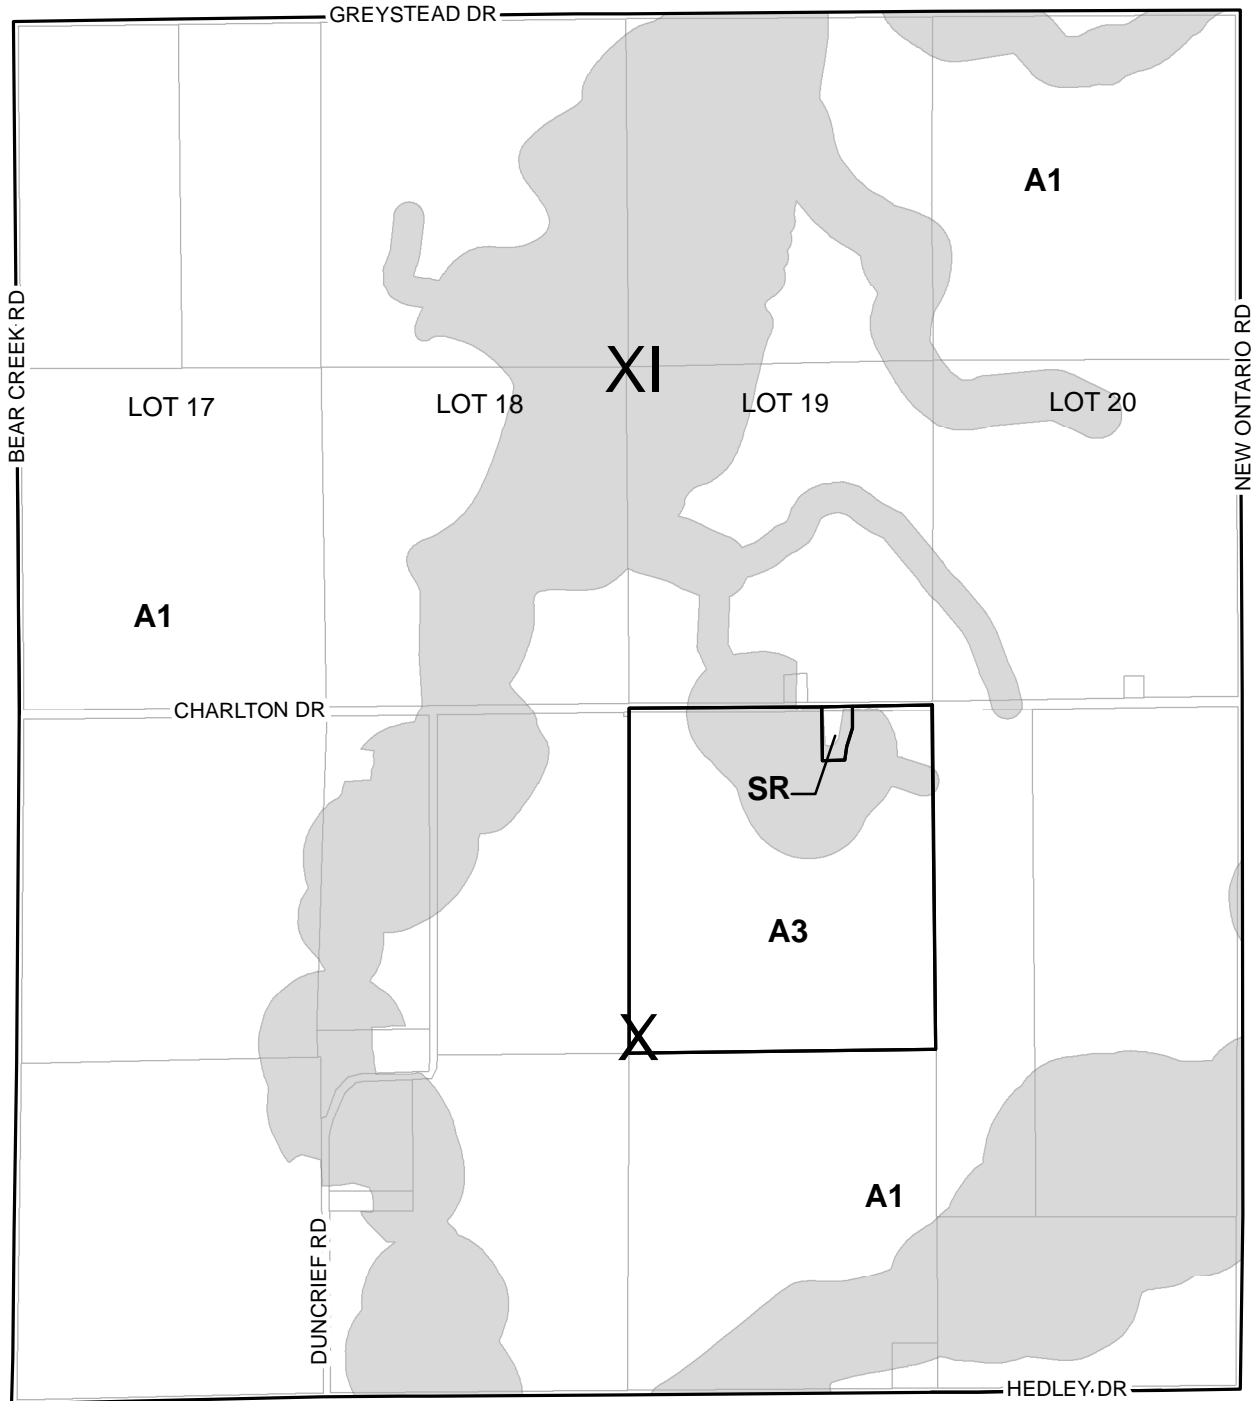 GREYSTEAD DR
A1
BEAR CREEK RD
NEW ONTARIO RD
XI
LOT 17
LOT 18
LOT 19
LOT 20
A1
CHARLTON DR
SR
A3
X
A1
DUNCRIEF RD
HEDLEY DR